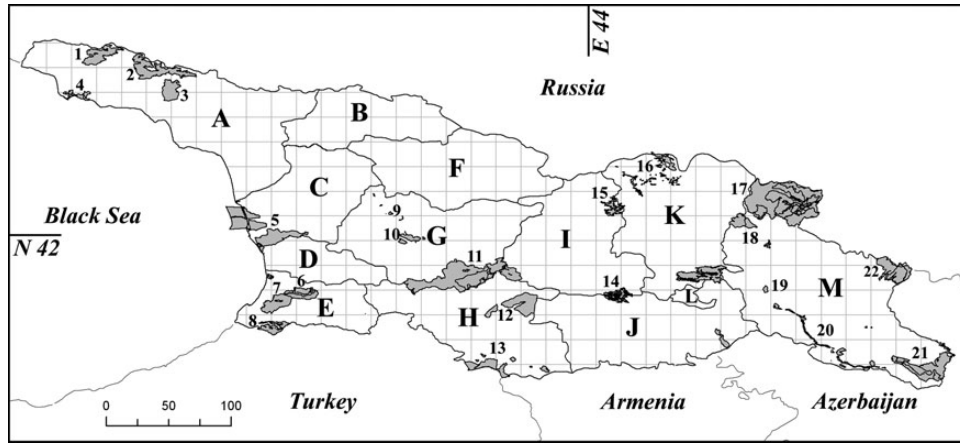 E 44
Russia
1
2
3
4
A
B
C
F
Black Sea
N 42
5
9
10
G
D
11
7
6
E
8
15
16
I
K
17
18
H
12
13
14
L
J
19
M
22
20
21
0 50 100
Turkey
Armenia
Azerbaijan